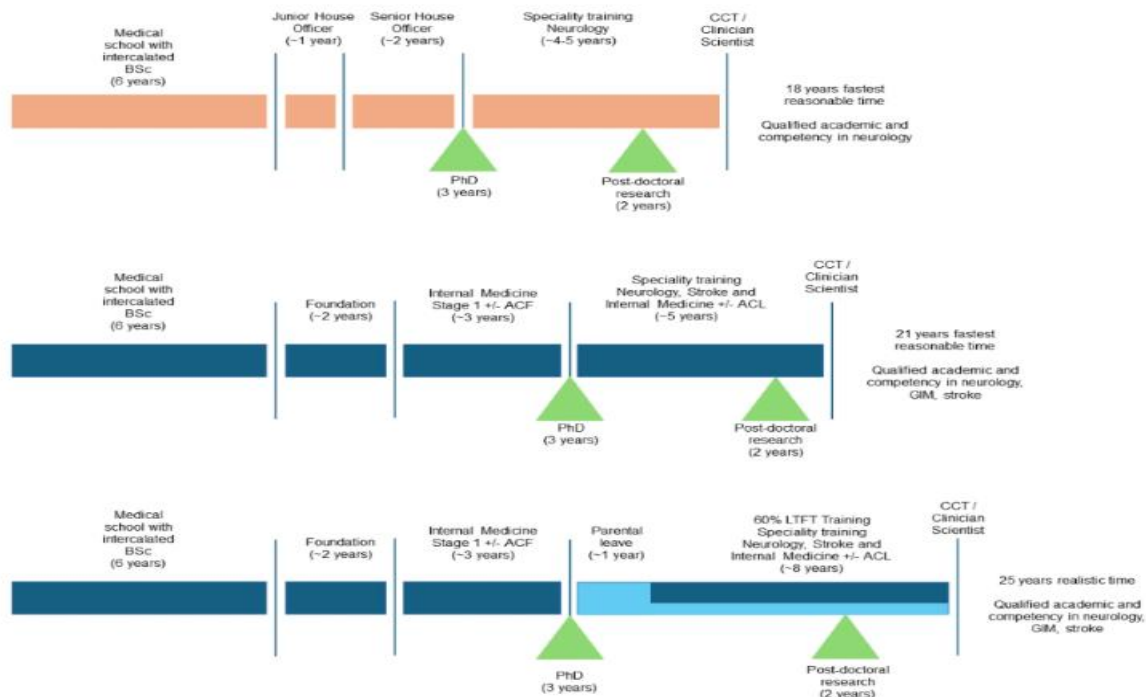 Medical
school with
intercalated
BSc
(6 years)
Junior House
Officer
(~1 year)
Senior House
Officer
(~2 years)
Speciality training
Neurology
(~4-5 years)
CCT /
Clinician
Scientist
18 years fastest
reasonable time
Qualified academic and
competency in neurology
PhD
(3 years)
Post-doctoral
research
(2 years)
Medical
school with
intercalated
BSc
(6 years)
Foundation
(~2 years)
Internal Medicine
Stage 1 +/- ACF
(~3 years)
Speciality training
Neurology, Stroke and
Internal Medicine +/- ACL
(~5 years)
CCT /
Clinician
Scientist
21 years fastest
reasonable time
Qualified academic and
competency in neurology,
GIM, stroke
PhD
(3 years)
Post-doctoral
research
(2 years)
Medical
school with
intercalated
BSc
(6 years)
Foundation
(~2 years)
Internal Medicine
Stage 1 +/- ACF
(~3 years)
Parental
leave
(~1 year)
60% LTFT Training
Speciality training
Neurology, Stroke and
Internal Medicine +/- ACL
(~8 years)
CCT /
Clinician
Scientist
25 years realistic time
Qualified academic and
competency in neurology,
GIM, stroke
PhD
(3 years)
Post-doctoral
research
(2 years)